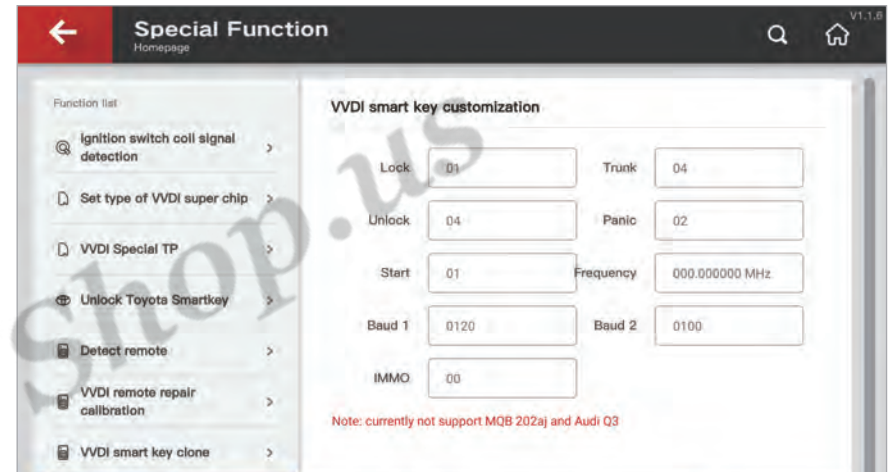 Special Function
V1.1.6
Homepage
Function list
Ignition switch coil signal
detection
Set type of VVDI super chip
VVDI Special TP
Unlock Toyota Smartkey
Detect remote
VVDI remote repair
calibration
VVDI smart key clone
VVDI smart key customization
Lock 01 Trunk 04
Unlock 04 Panic 02
Start 01 Frequency 000.000000 MHz
Baud 1 0120 Baud 2 0100
IMMO 00
Note: currently not support MQB 202aj and Audi Q3
Shop.us